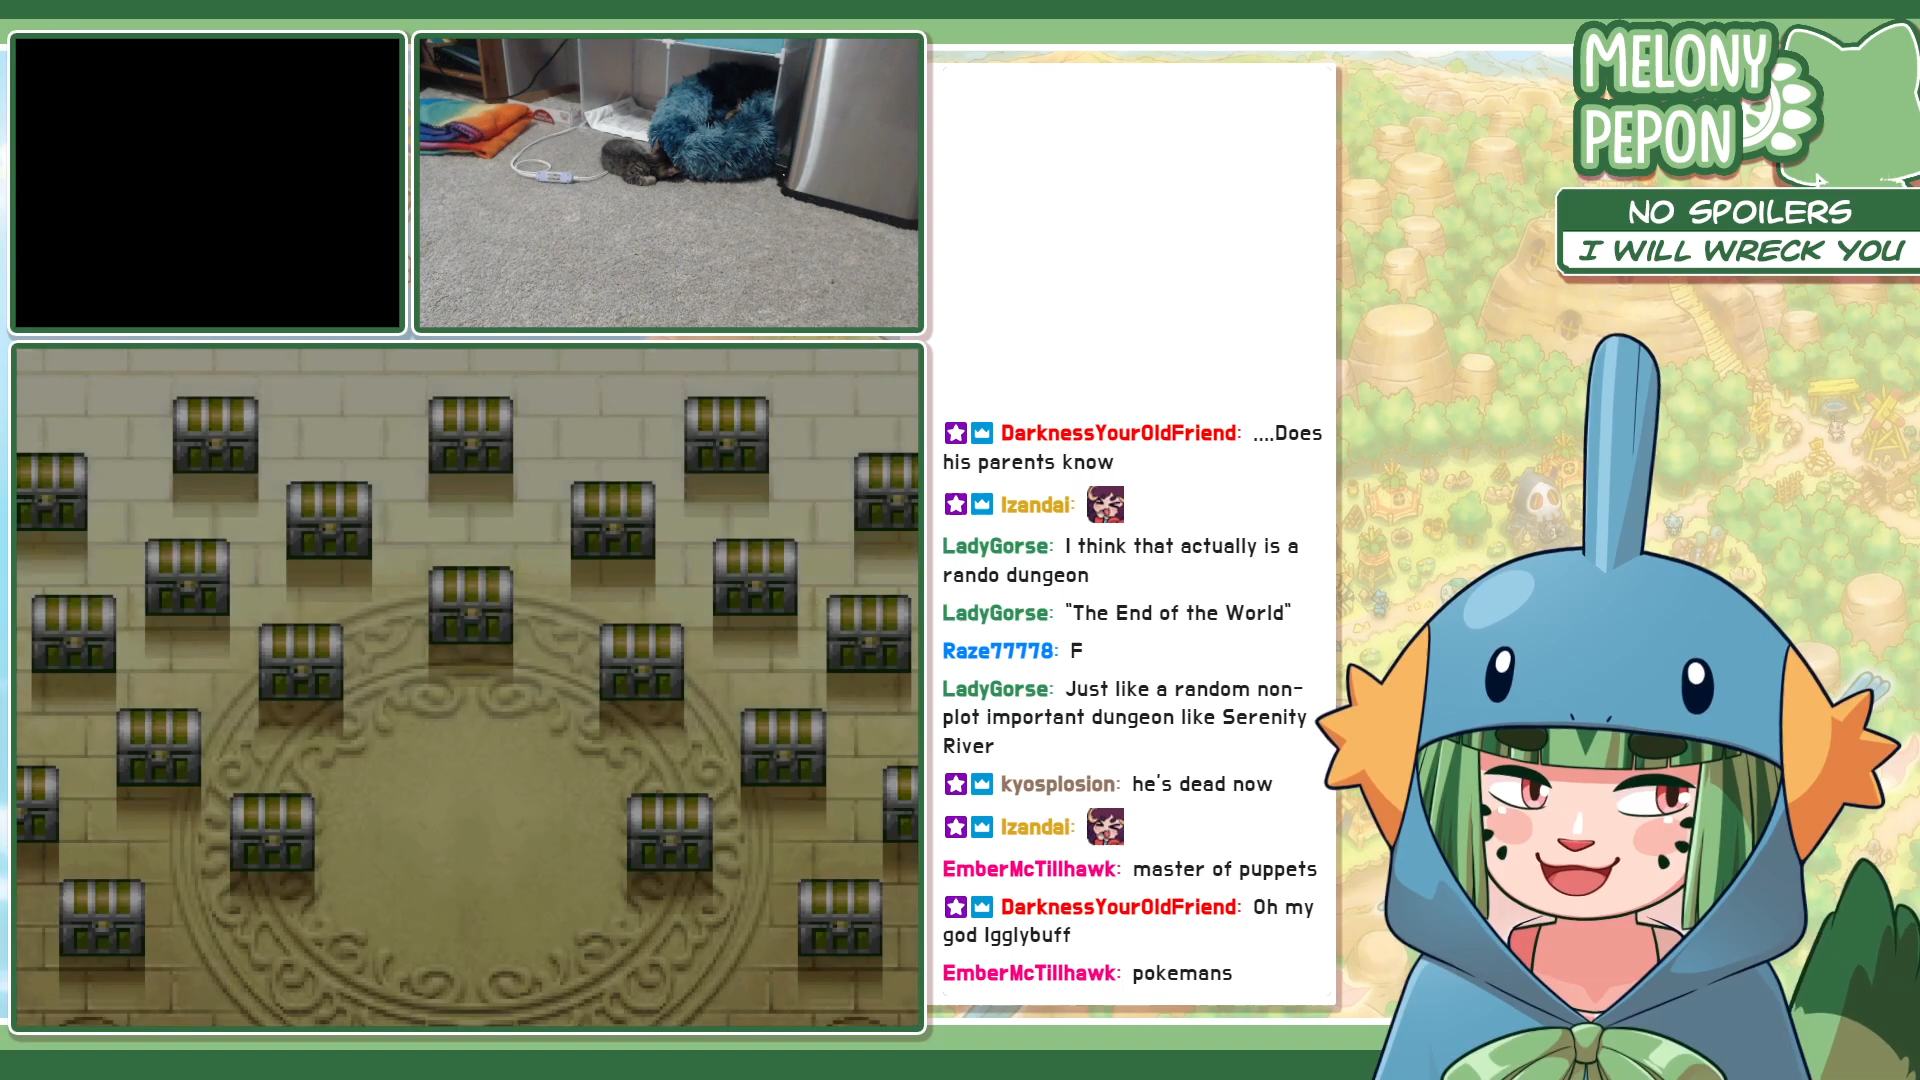 MELONY
PEPON
NO SPOILERS
I WILL WRECK YOU
DarknessYourOldFriend: ....Does
his parents know
Izandai:
LadyGorse: I think that actually is a
rando dungeon
LadyGorse: "The End of the World"
Raze77778: F
LadyGorse: Just like a random non-
plot important dungeon like Serenity
River
kyosplosion: he's dead now
Izandai:
EmberMcTillhawk: master of puppets
DarknessYourOldFriend: Oh my
god Igglybuff
EmberMcTillhawk: pokemans